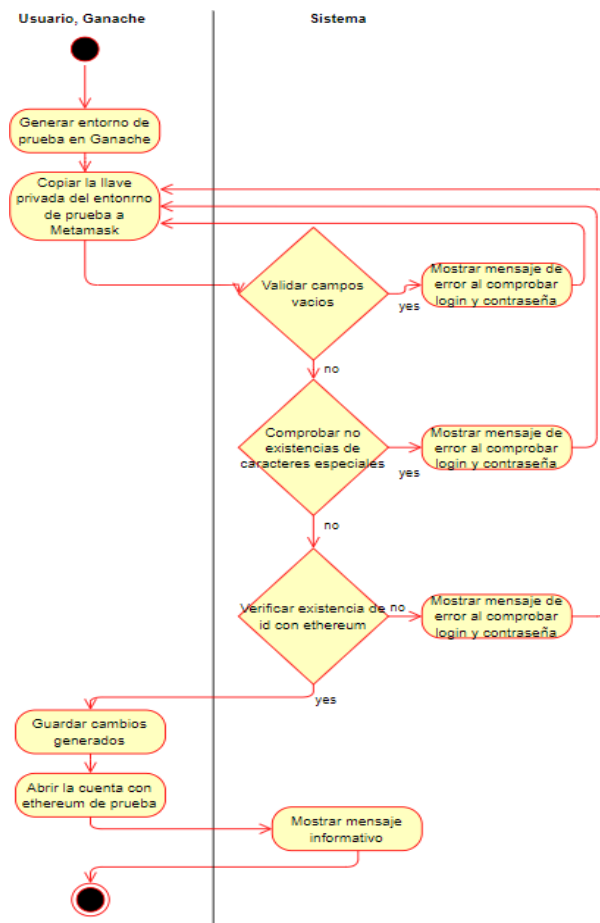 Usuario, Ganache
Sistema
Generar entorno de
prueba en Ganache
Copiar la llave
privada del entonrno
de prueba a
Metamask
Validar campos
vacios
yes
Mostrar mensaje de
error al comprobar
login y contraseña
no
Comprobar no
existencias de
caracteres especiales
yes
Mostrar mensaje de
error al comprobar
login y contraseña
no
Verificar existencia de
id con ethereum
no
Mostrar mensaje de
error al comprobar
login y contraseña
yes
Guardar cambios
generados
Abrir la cuenta con
ethereum de prueba
Mostrar mensaje
informativo